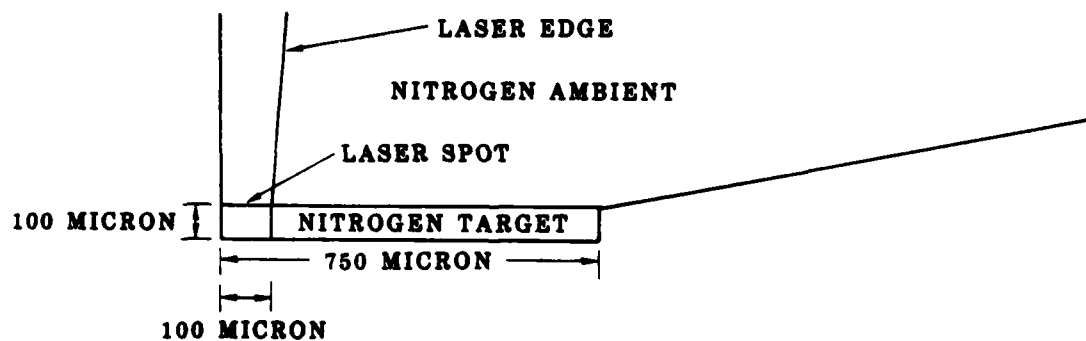 LASER EDGE
NITROGEN AMBIENT
LASER SPOT
100 MICRON
NITROGEN TARGET
750 MICRON
100 MICRON